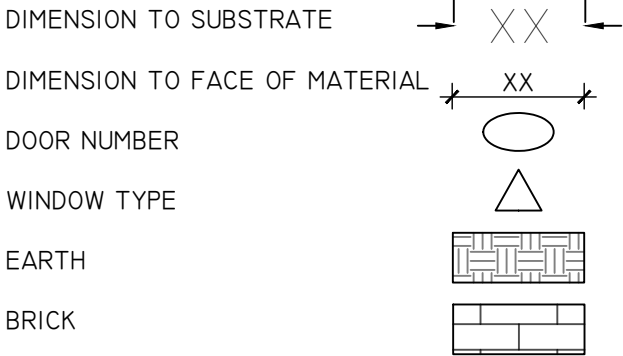 DIMENSION TO SUBSTRATE XX
DIMENSION TO FACE OF MATERIAL XX
DOOR NUMBER
WINDOW TYPE
EARTH
BRICK